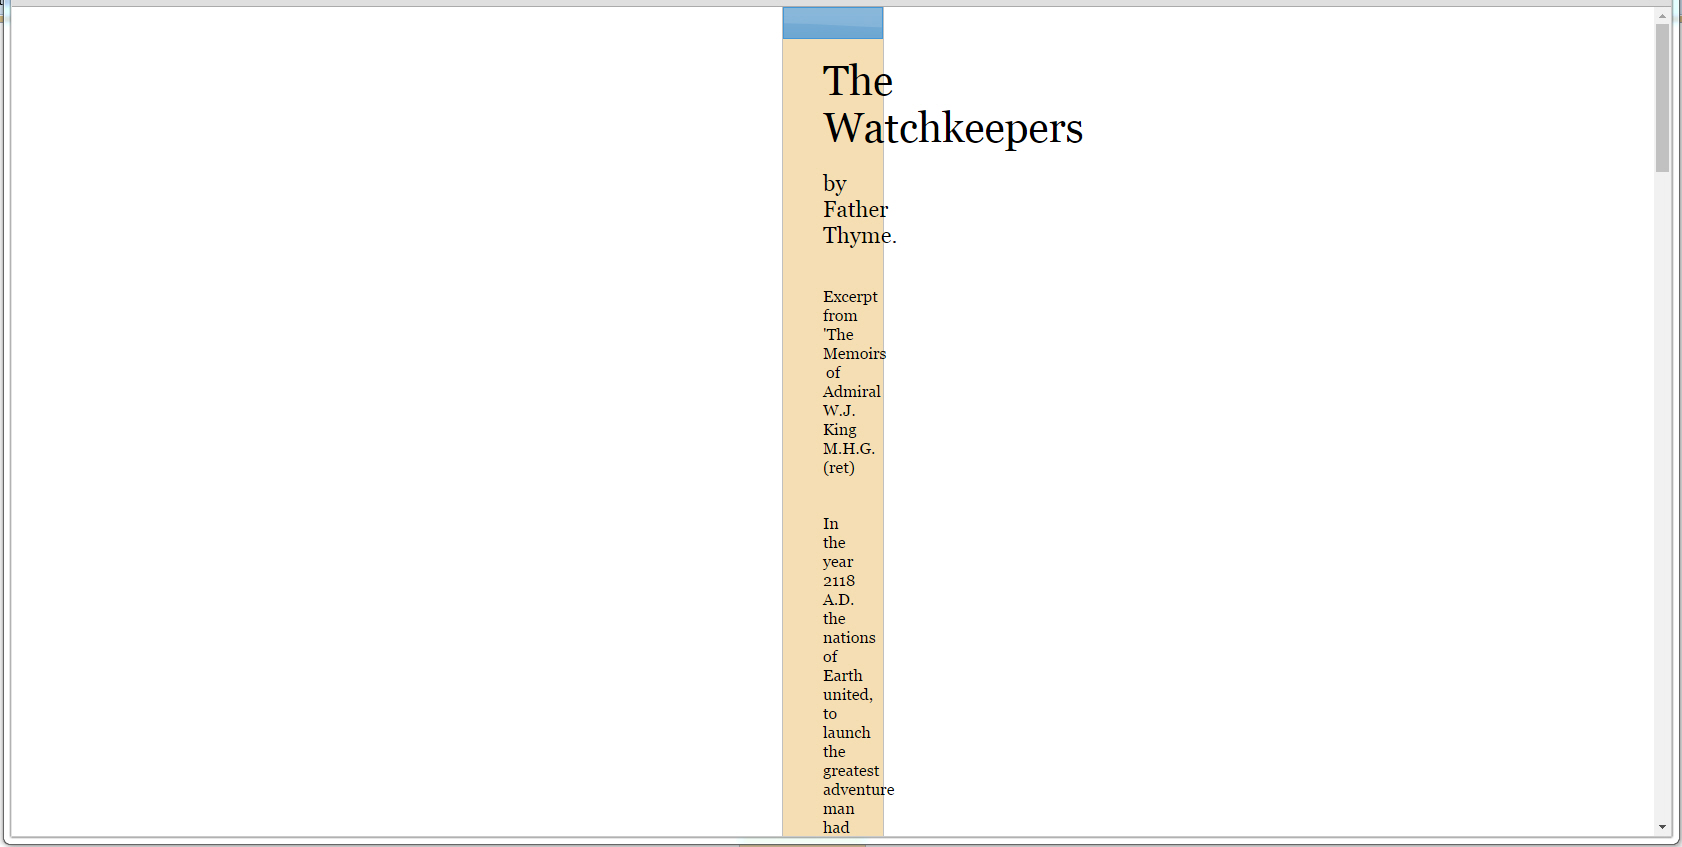 The
Watchkeepers
by
Father
Thyme.
Excerpt
from
'The
Memoirs
of
Admiral
W.J.
King
M.H.G.
(ret)
In
the
year
2118
A.D.
the
nations
of
Earth
united,
to
launch
the
greatest
adventure
man
had